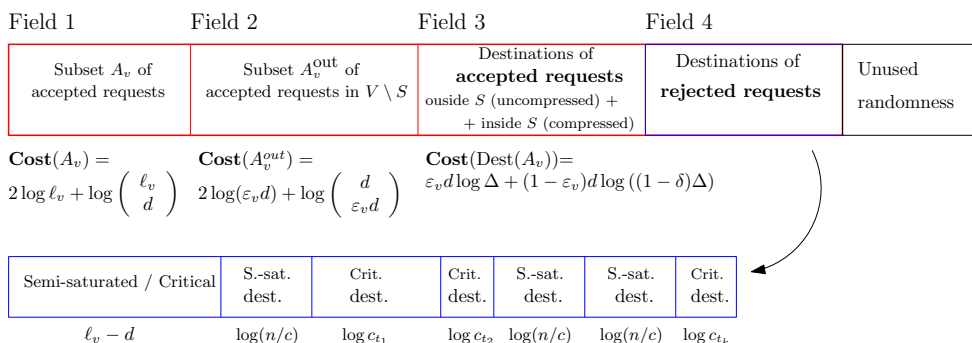 Field 1 Field 2 Field 3 Field 4
Subset A_v of
accepted requests
Subset A_v^out of
accepted requests in V \ S
Destinations of
accepted requests
ouside S (uncompressed) +
+ inside S (compressed)
Destinations of
rejected requests
Unused
randomness
Cost(A_v) =
2 log ℓ_v + log ( ℓ_v
d )
Cost(A_v^out) =
2 log(ε_v d) + log ( d
ε_v d )
Cost(Dest(A_v))=
ε_v d log Δ + (1 − ε_v)d log ((1 − δ)Δ)
Semi-saturated / Critical
S.-sat.
dest.
Crit.
dest.
Crit.
dest.
S.-sat.
dest.
S.-sat.
dest.
Crit.
dest.
ℓ_v − d log(n/c) log c_{t_1} log c_{t_2} log(n/c) log(n/c) log c_{t_k}